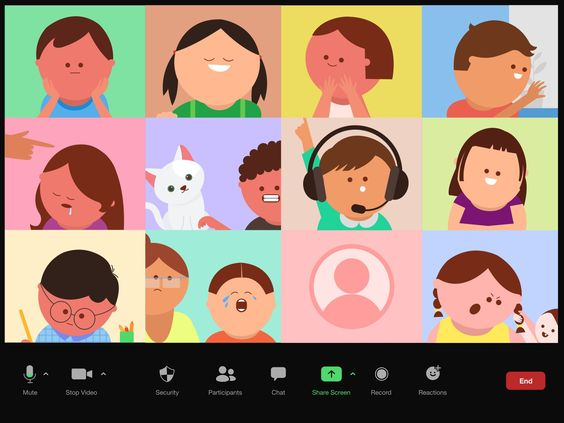 Mute
Stop Video
Security
Participants
Chat
Share Screen
Record
Reactions
End